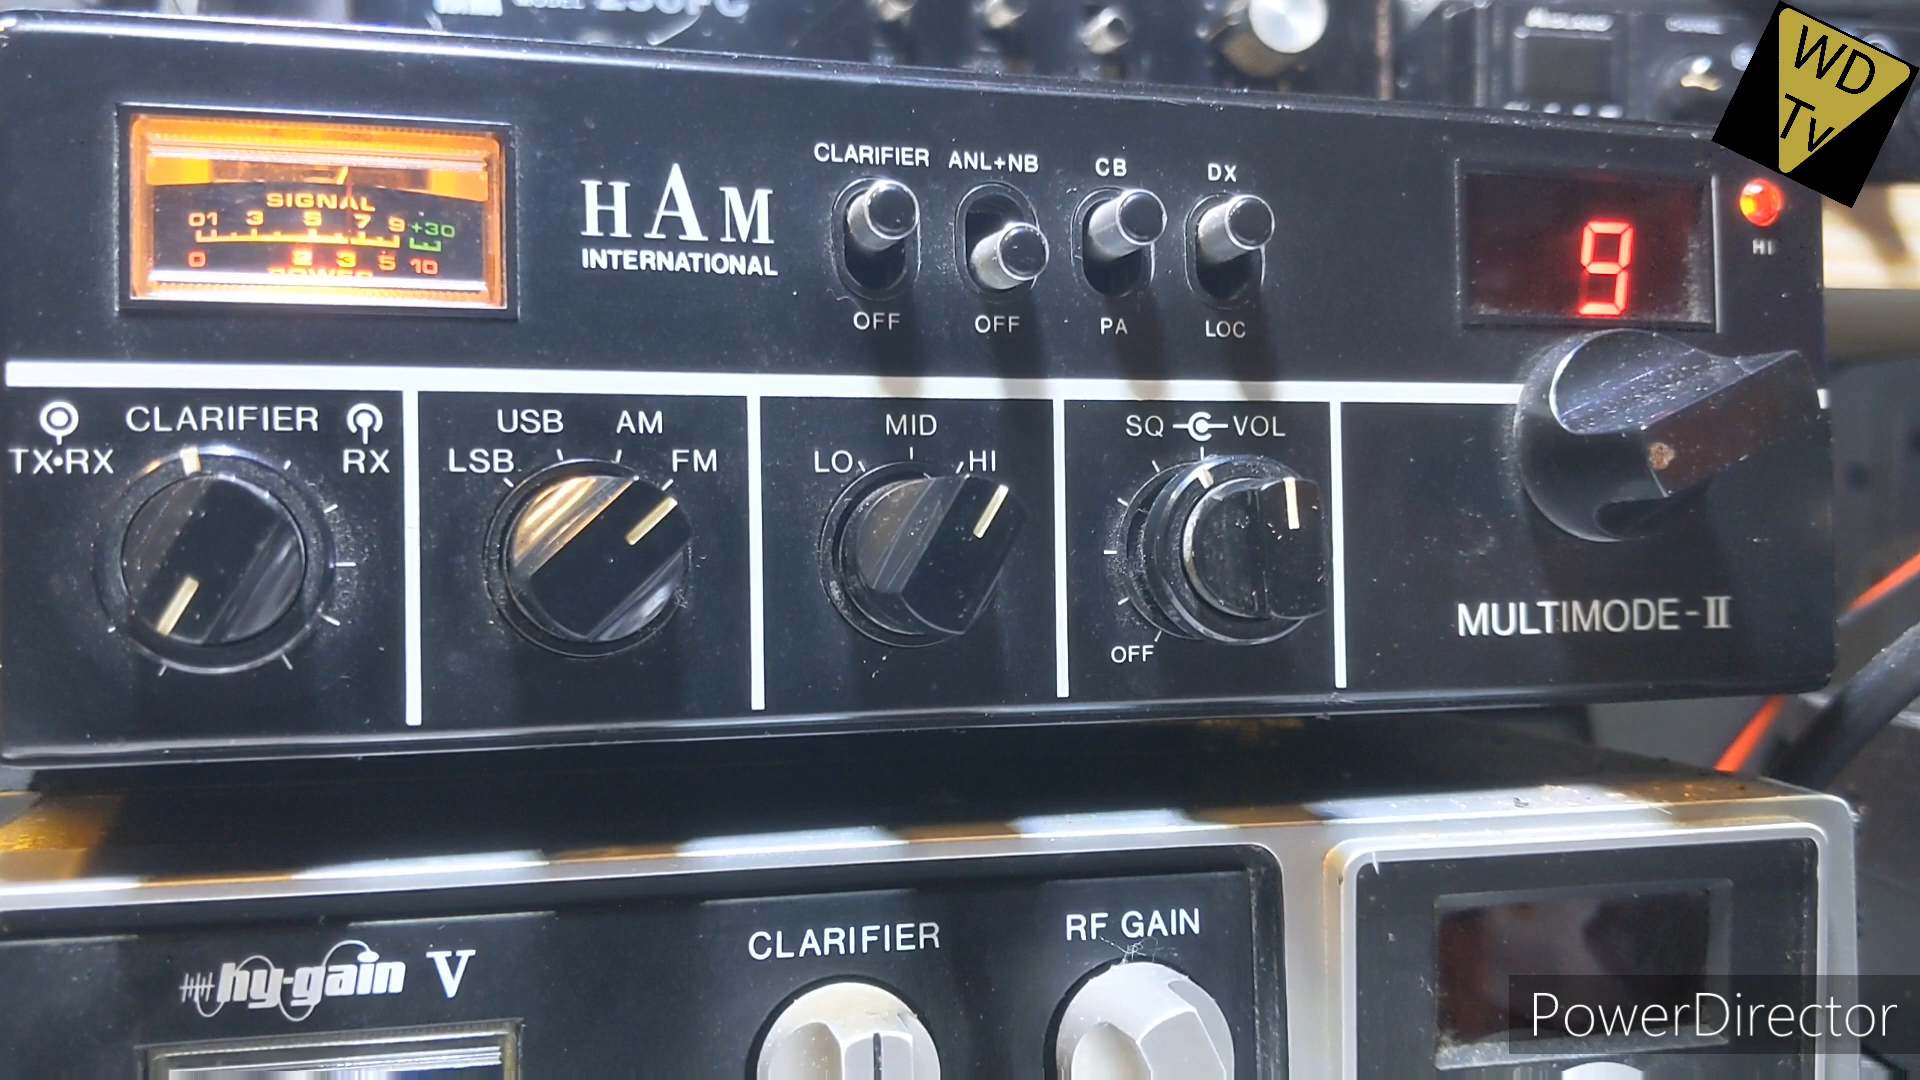 WD
TV
SIGNAL
01 3 5 7 9 +30
0 2 3 5 10
POWER
HAM
INTERNATIONAL
CLARIFIER ANL+NB CB DX
OFF OFF PA LOC
9
HI
CLARIFIER
TX•RX RX
USB AM
LSB FM
MID
LO HI
SQ VOL
OFF
MULTIMODE-II
hy-gain V
CLARIFIER
RF GAIN
PowerDirector